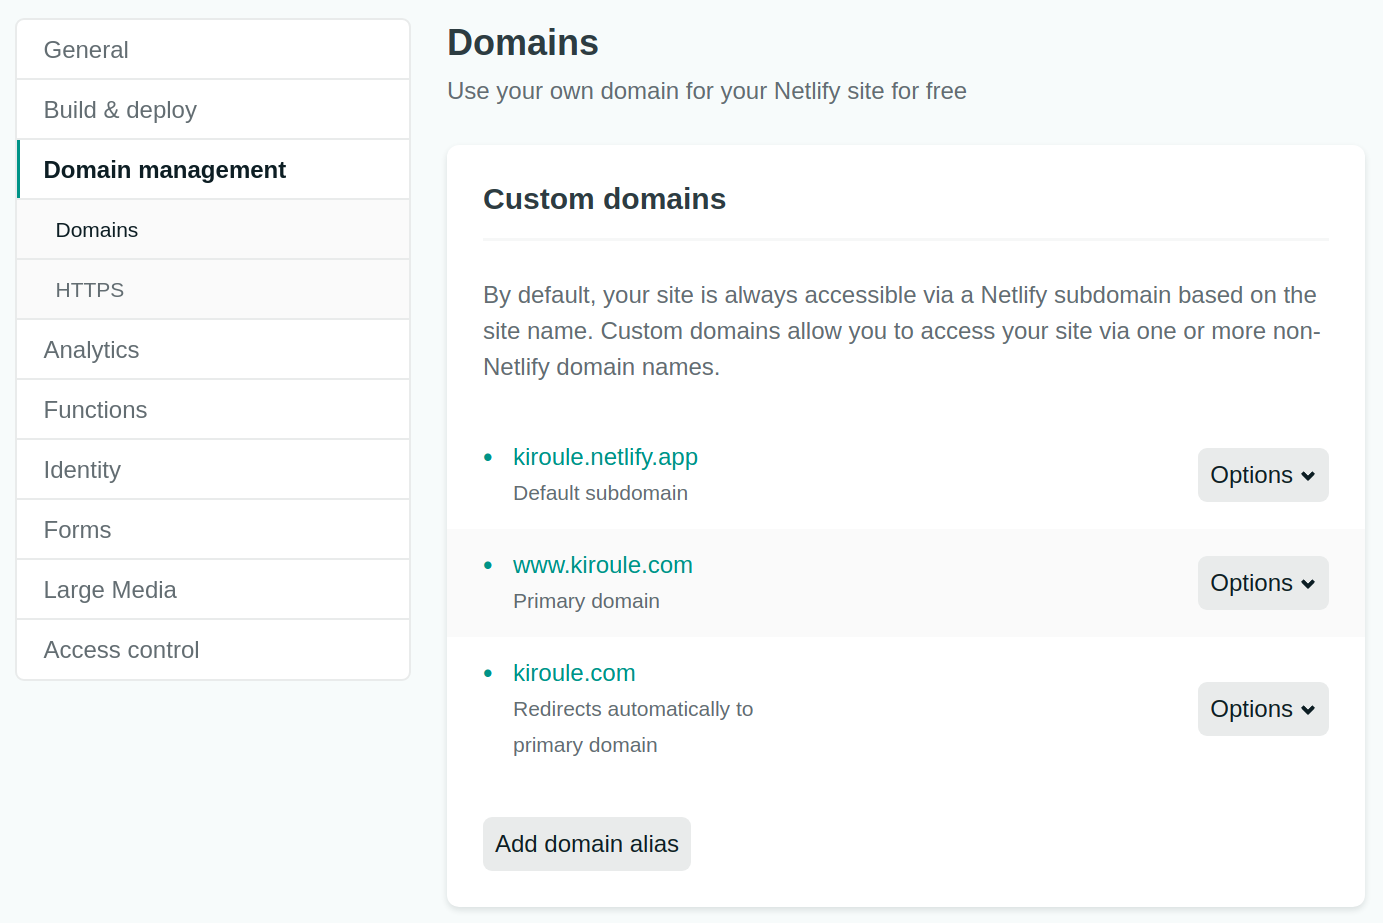 General
Build & deploy
Domain management
Domains
HTTPS
Analytics
Functions
Identity
Forms
Large Media
Access control
Domains
Use your own domain for your Netlify site for free
Custom domains
By default, your site is always accessible via a Netlify subdomain based on the
site name. Custom domains allow you to access your site via one or more non-
Netlify domain names.
• kiroule.netlify.app
Default subdomain
Options
• www.kiroule.com
Primary domain
Options
• kiroule.com
Redirects automatically to
primary domain
Options
Add domain alias